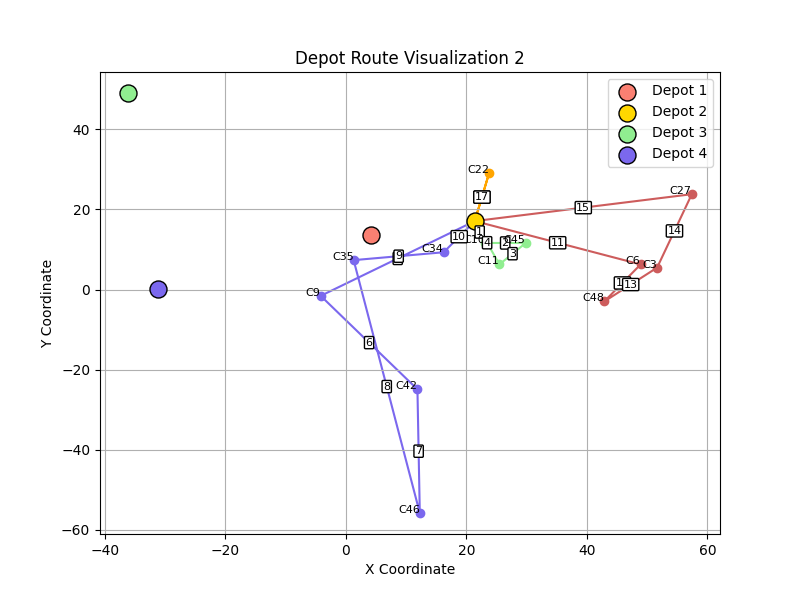 Depot Route Visualization 2
Depot 1
Depot 2
Depot 3
Depot 4
Y Coordinate
40
20
0
−20
−40
−60
−40
−20
0
20
40
60
X Coordinate
C22
17
C27
15
1
10
4
2
C45
11
14
C34
9
3
C11
C35
C6
C3
13
C48
C9
6
8
C42
7
C46